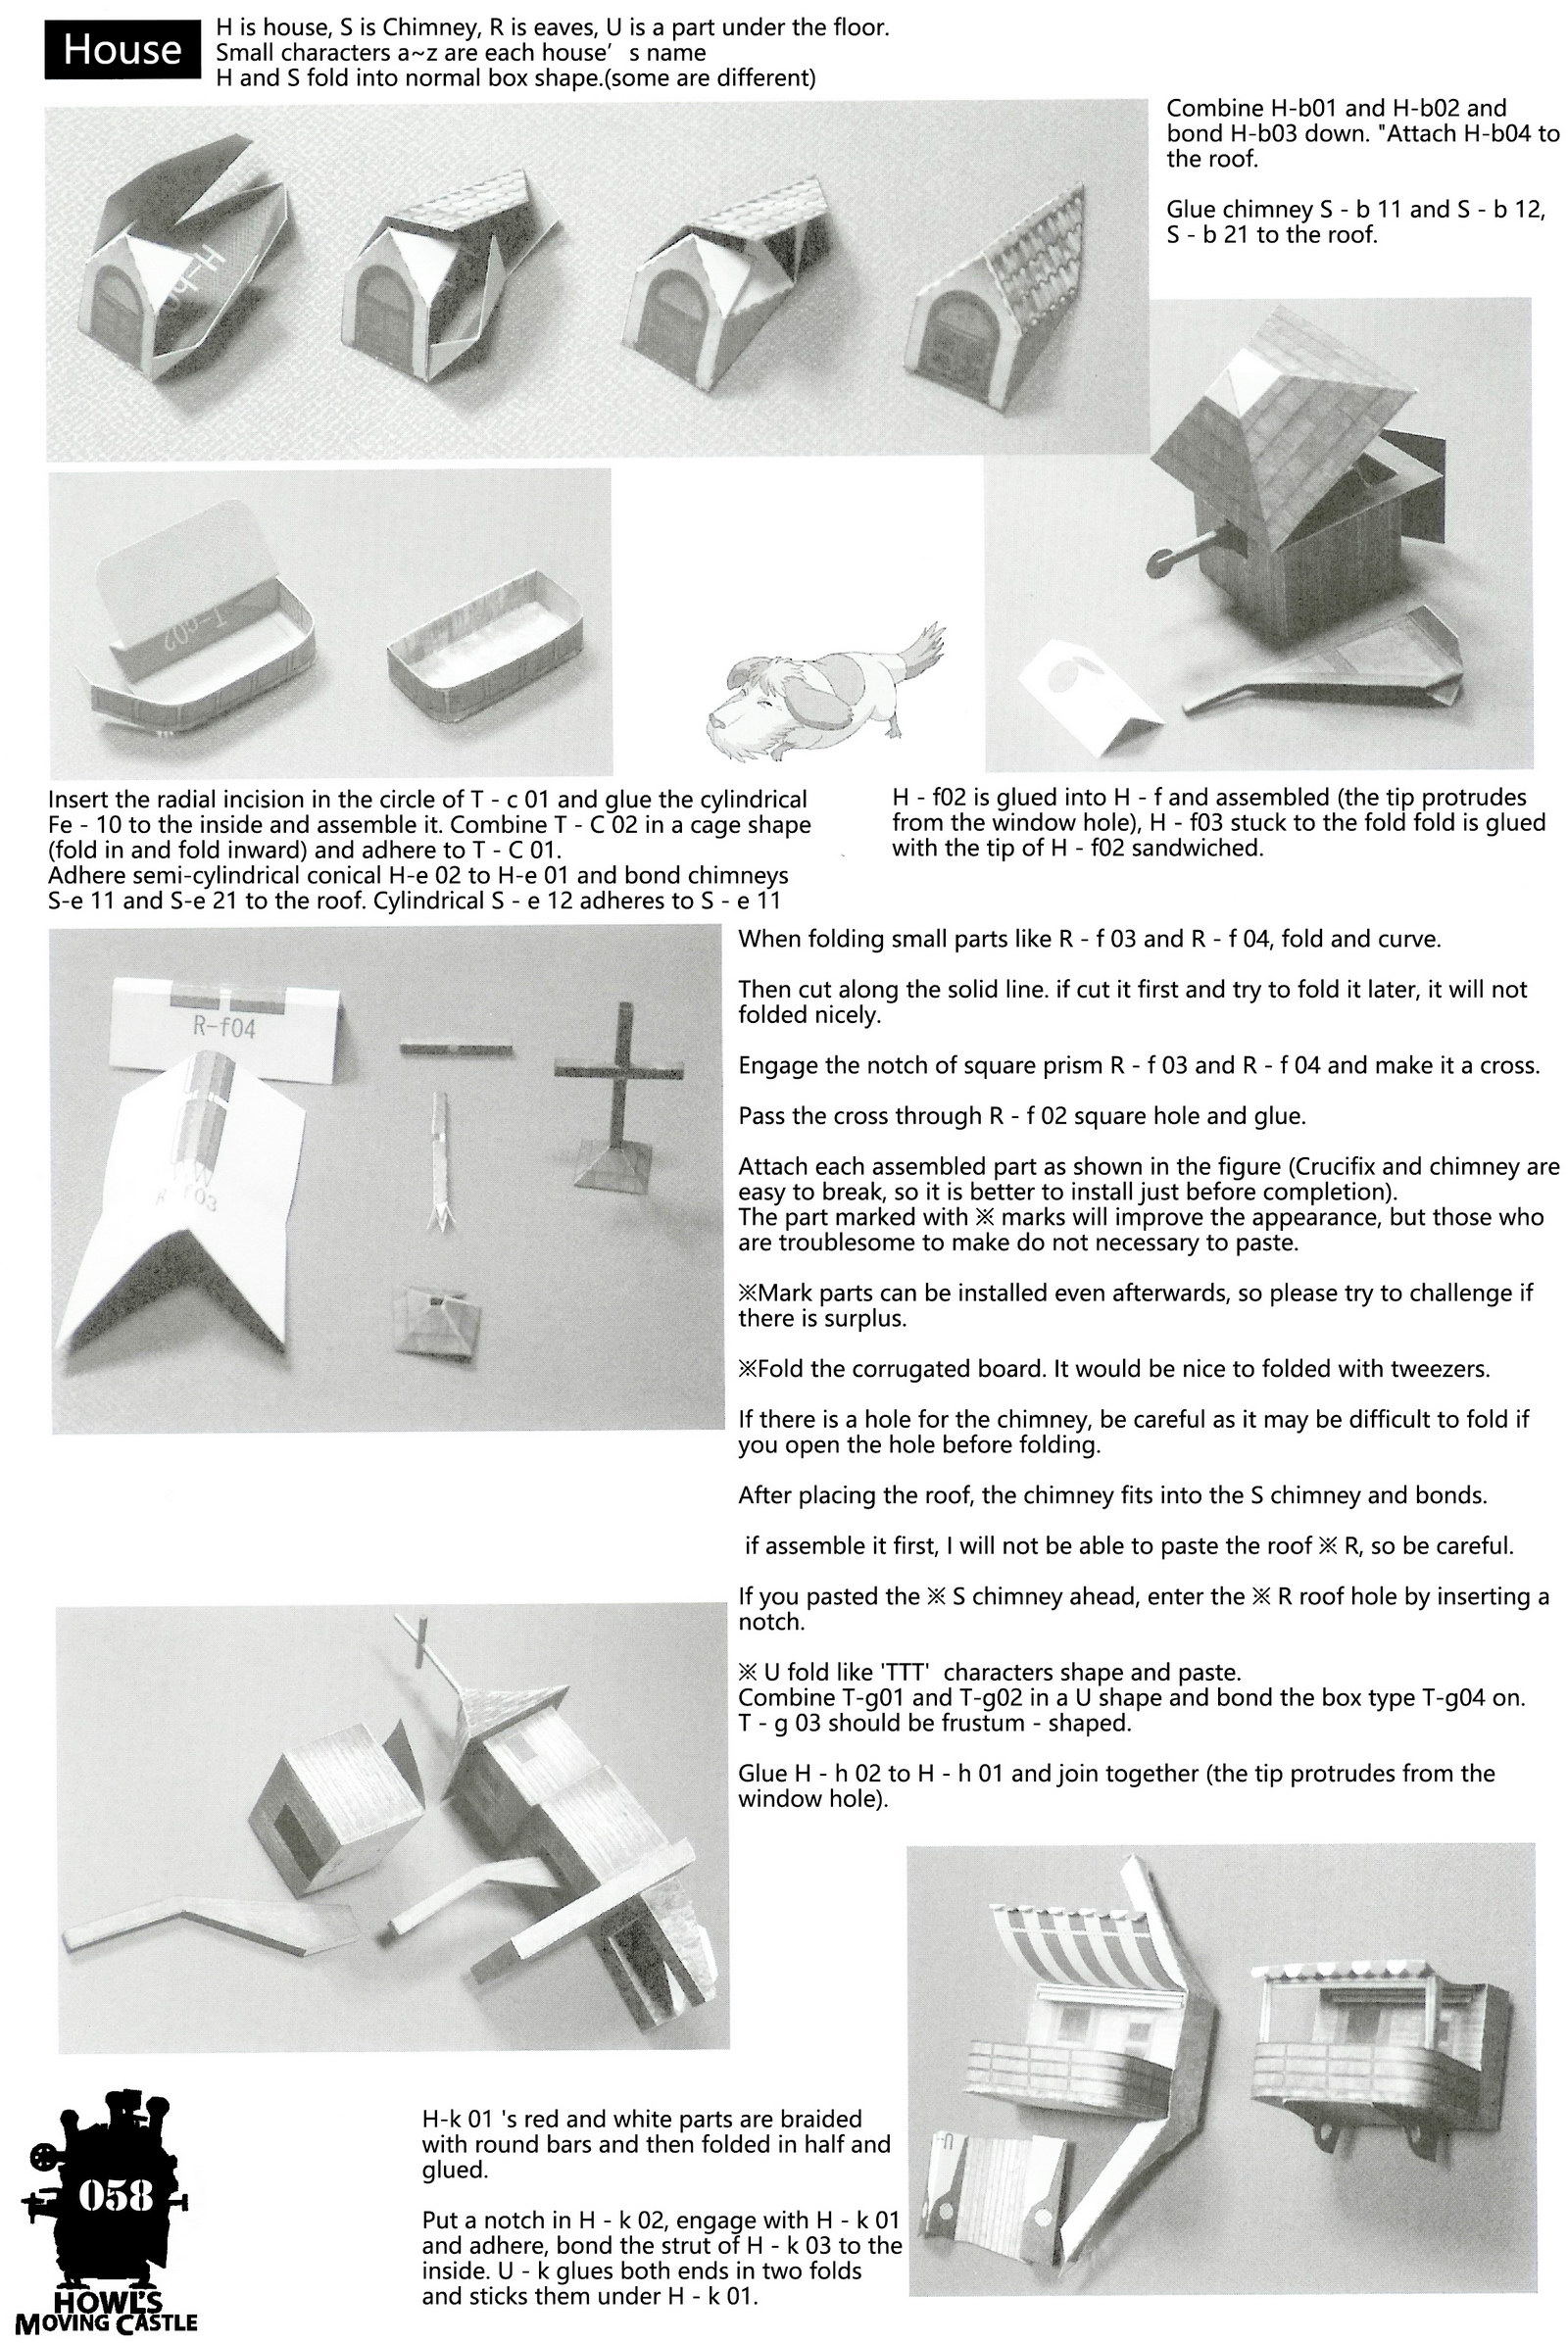 House
H is house, S is Chimney, R is eaves, U is a part under the floor.
Small characters a~z are each house’s name
H and S fold into normal box shape.(some are different)
Combine H-b01 and H-b02 and
bond H-b03 down. "Attach H-b04 to
the roof.
Glue chimney S - b 11 and S - b 12,
S - b 21 to the roof.
T-c02
Insert the radial incision in the circle of T - c 01 and glue the cylindrical
Fe - 10 to the inside and assemble it. Combine T - C 02 in a cage shape
(fold in and fold inward) and adhere to T - C 01.
Adhere semi-cylindrical conical H-e 02 to H-e 01 and bond chimneys
S-e 11 and S-e 21 to the roof. Cylindrical S - e 12 adheres to S - e 11
H - f02 is glued into H - f and assembled (the tip protrudes
from the window hole), H - f03 stuck to the fold fold is glued
with the tip of H - f02 sandwiched.
R-f04
When folding small parts like R - f 03 and R - f 04, fold and curve.
Then cut along the solid line. if cut it first and try to fold it later, it will not
folded nicely.
Engage the notch of square prism R - f 03 and R - f 04 and make it a cross.
Pass the cross through R - f 02 square hole and glue.
Attach each assembled part as shown in the figure (Crucifix and chimney are
easy to break, so it is better to install just before completion).
The part marked with ※ marks will improve the appearance, but those who
are troublesome to make do not necessary to paste.
※Mark parts can be installed even afterwards, so please try to challenge if
there is surplus.
※Fold the corrugated board. It would be nice to folded with tweezers.
If there is a hole for the chimney, be careful as it may be difficult to fold if
you open the hole before folding.
After placing the roof, the chimney fits into the S chimney and bonds.
if assemble it first, I will not be able to paste the roof ※ R, so be careful.
If you pasted the ※ S chimney ahead, enter the ※ R roof hole by inserting a
notch.
※ U fold like 'TTT' characters shape and paste.
Combine T-g01 and T-g02 in a U shape and bond the box type T-g04 on.
T - g 03 should be frustum - shaped.
Glue H - h 02 to H - h 01 and join together (the tip protrudes from the
window hole).
H-k 01 's red and white parts are braided
with round bars and then folded in half and
glued.
Put a notch in H - k 02, engage with H - k 01
and adhere, bond the strut of H - k 03 to the
inside. U - k glues both ends in two folds
and sticks them under H - k 01.
058
HOWL'S
MOVING CASTLE